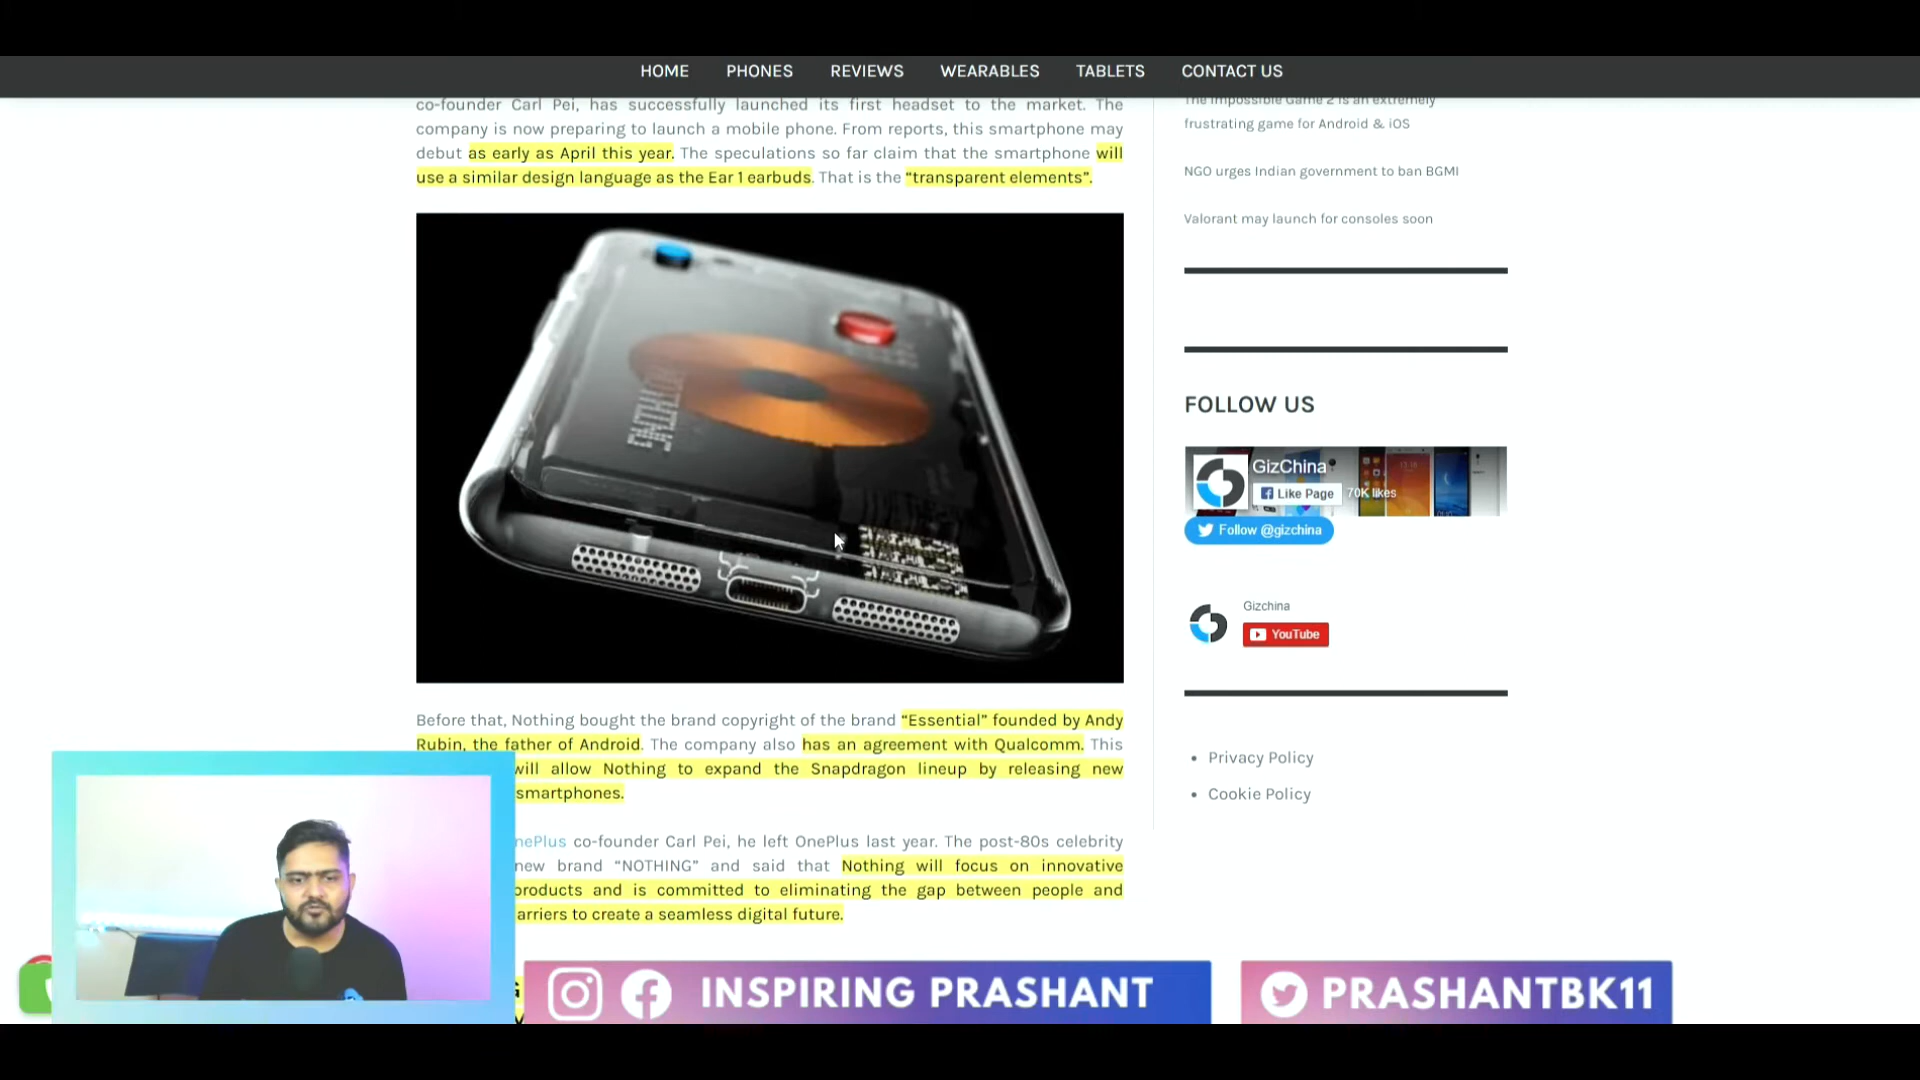 HOME PHONES REVIEWS WEARABLES TABLETS CONTACT US
co-founder Carl Pei, has successfully launched its first headset to the market. The
company is now preparing to launch a mobile phone. From reports, this smartphone may
debut as early as April this year. The speculations so far claim that the smartphone will
use a similar design language as the Ear 1 earbuds. That is the “transparent elements”.
Before that, Nothing bought the brand copyright of the brand “Essential” founded by Andy
Rubin, the father of Android. The company also has an agreement with Qualcomm. This
will allow Nothing to expand the Snapdragon lineup by releasing new
smartphones.
nePlus co-founder Carl Pei, he left OnePlus last year. The post-80s celebrity
new brand “NOTHING” and said that Nothing will focus on innovative
products and is committed to eliminating the gap between people and
arriers to create a seamless digital future.
The Impossible Game 2 is an extremely
frustrating game for Android & iOS
NGO urges Indian government to ban BGMI
Valorant may launch for consoles soon
FOLLOW US
GizChina
Like Page 70K likes
Follow @gizchina
Gizchina
YouTube
• Privacy Policy
• Cookie Policy
INSPIRING PRASHANT
PRASHANTBK11